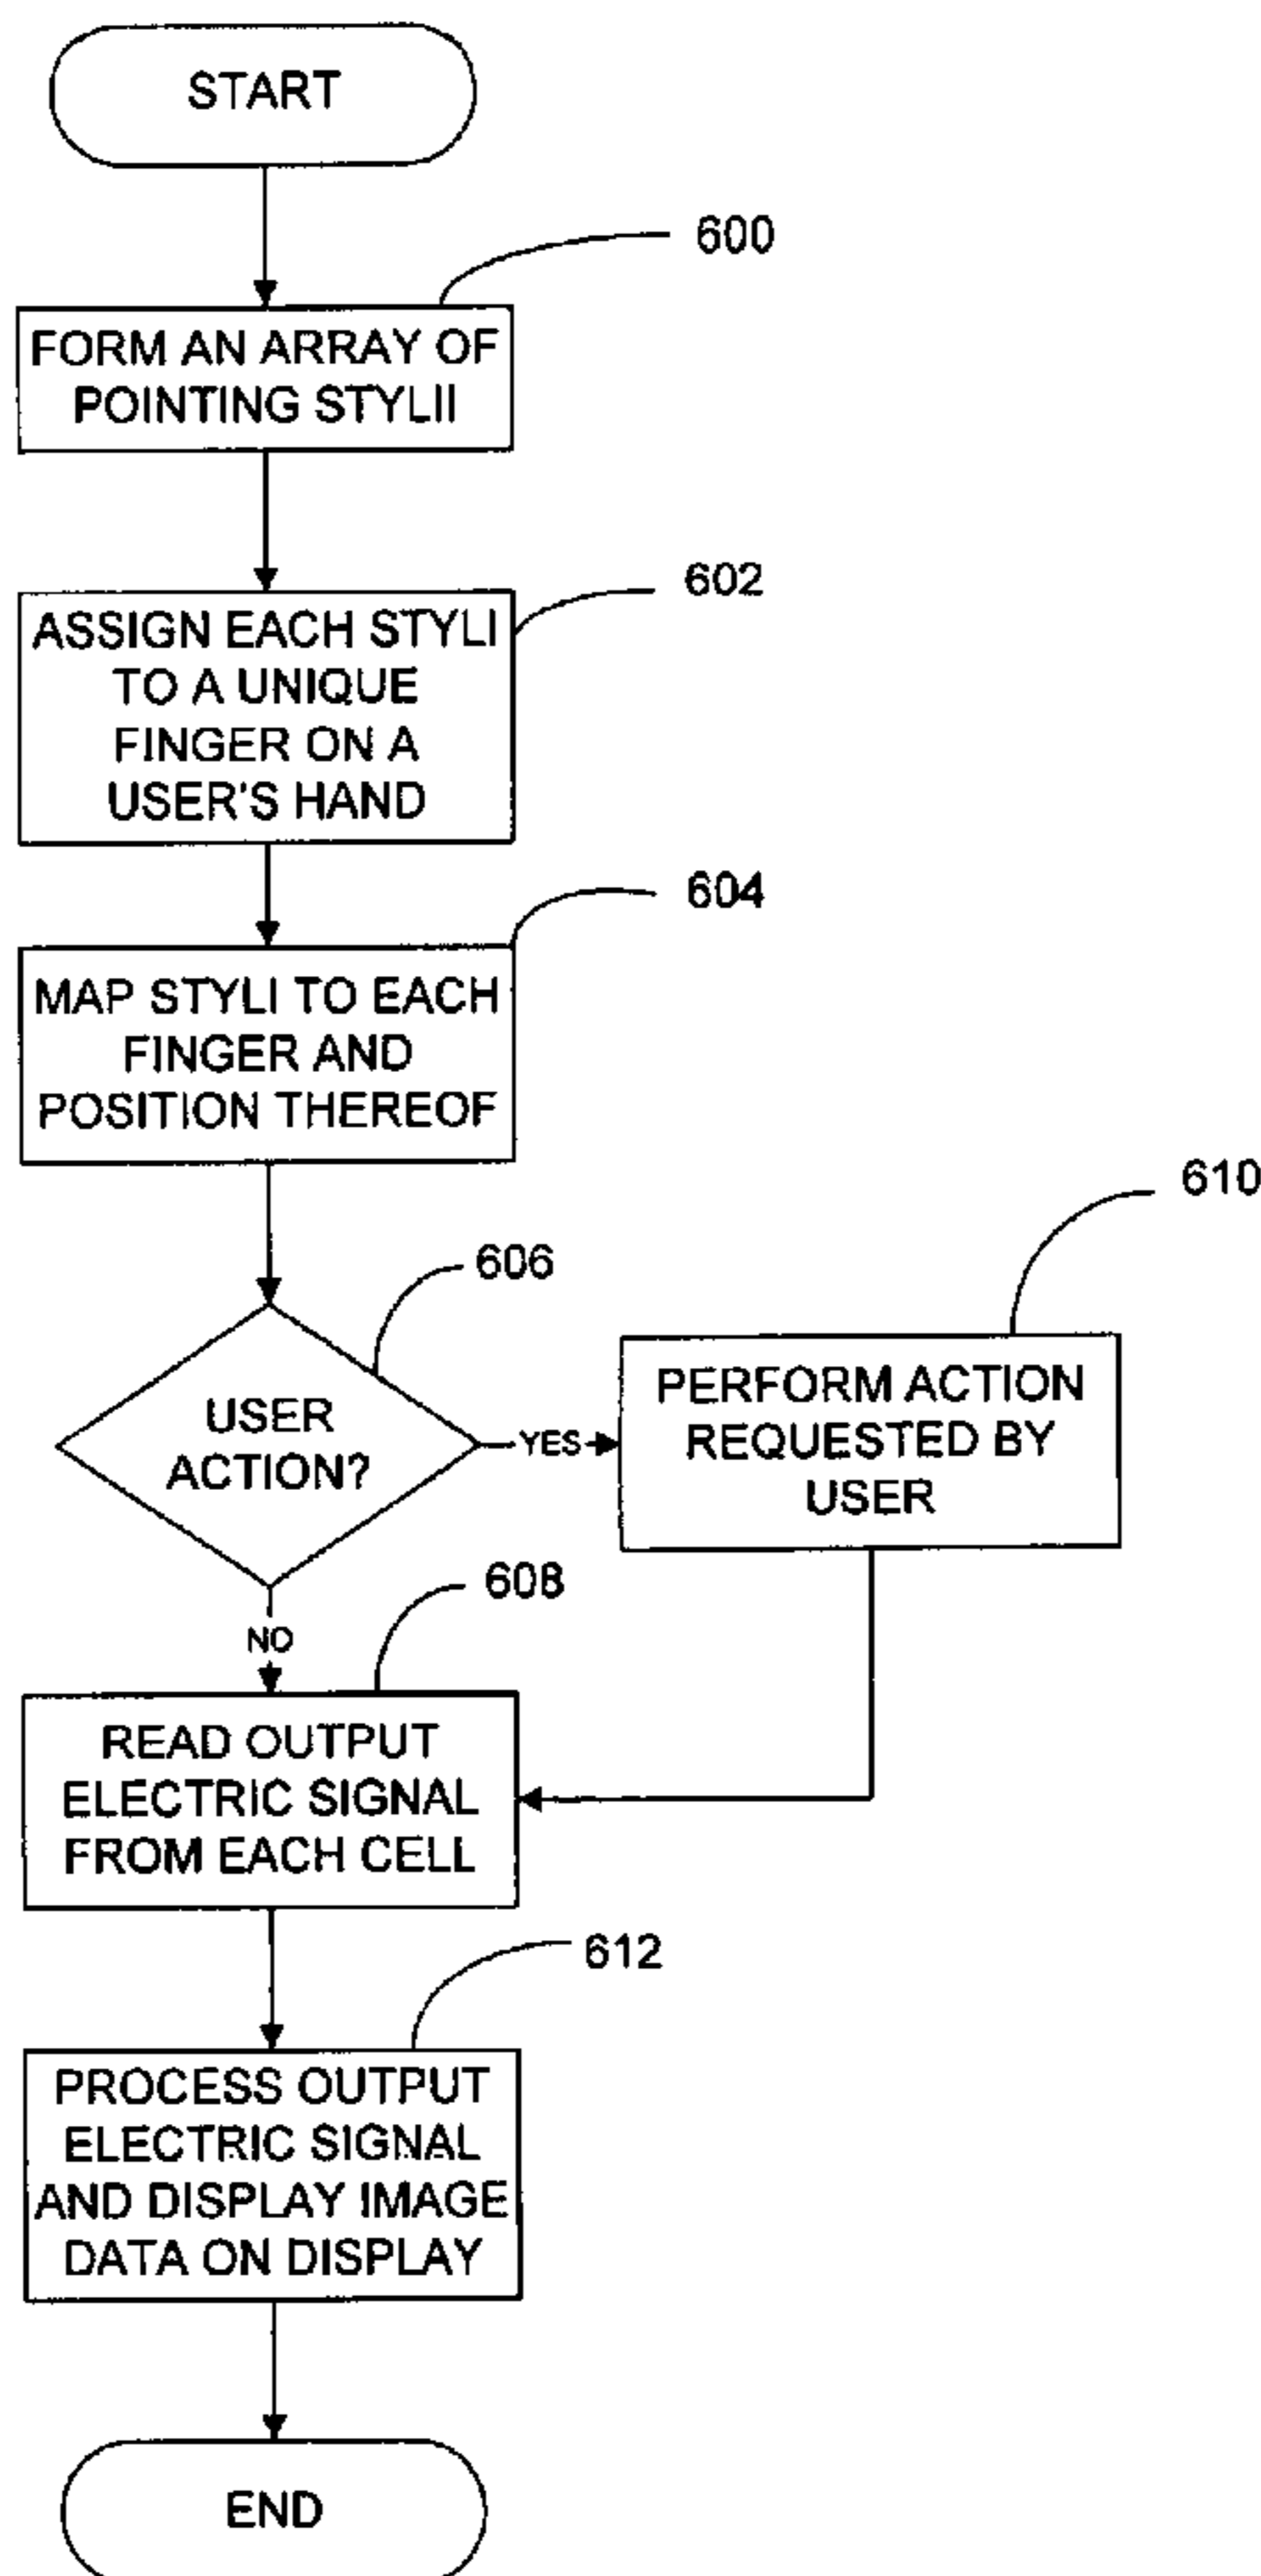 START
600
FORM AN ARRAY OF
POINTING STYLII
602
ASSIGN EACH STYLI
TO A UNIQUE
FINGER ON A
USER'S HAND
604
MAP STYLI TO EACH
FINGER AND
POSITION THEREOF
606
USER
ACTION?
YES
610
PERFORM ACTION
REQUESTED BY
USER
NO
608
READ OUTPUT
ELECTRIC SIGNAL
FROM EACH CELL
612
PROCESS OUTPUT
ELECTRIC SIGNAL
AND DISPLAY IMAGE
DATA ON DISPLAY
END